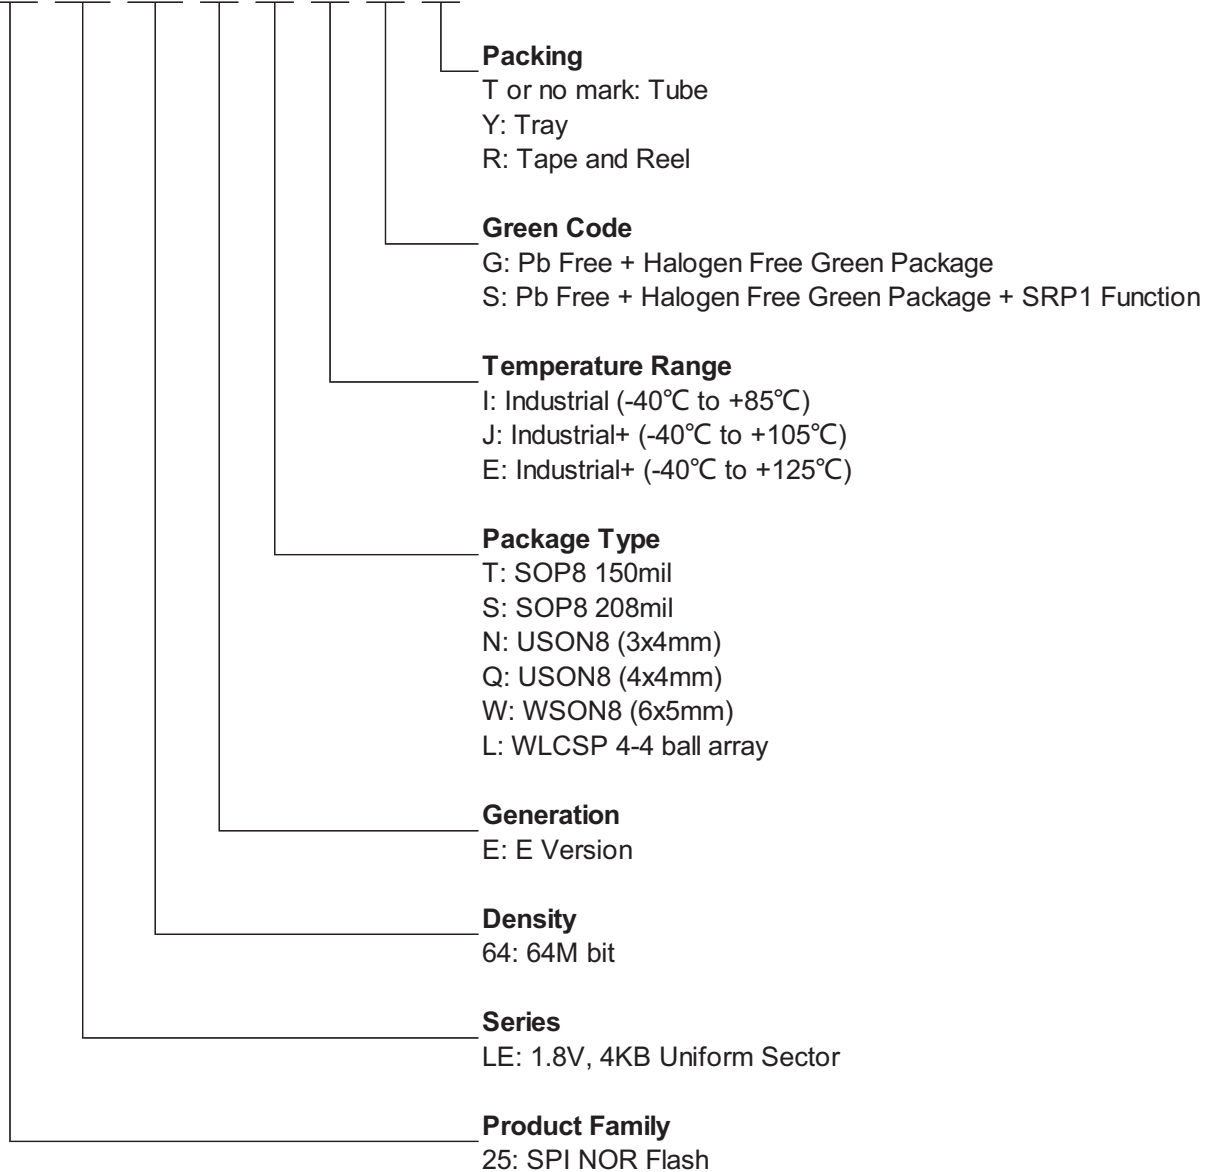 Packing
T or no mark: Tube
Y: Tray
R: Tape and Reel
Green Code
G: Pb Free + Halogen Free Green Package
S: Pb Free + Halogen Free Green Package + SRP1 Function
Temperature Range
I: Industrial (-40℃ to +85℃)
J: Industrial+ (-40℃ to +105℃)
E: Industrial+ (-40℃ to +125℃)
Package Type
T: SOP8 150mil
S: SOP8 208mil
N: USON8 (3x4mm)
Q: USON8 (4x4mm)
W: WSON8 (6x5mm)
L: WLCSP 4-4 ball array
Generation
E: E Version
Density
64: 64M bit
Series
LE: 1.8V, 4KB Uniform Sector
Product Family
25: SPI NOR Flash